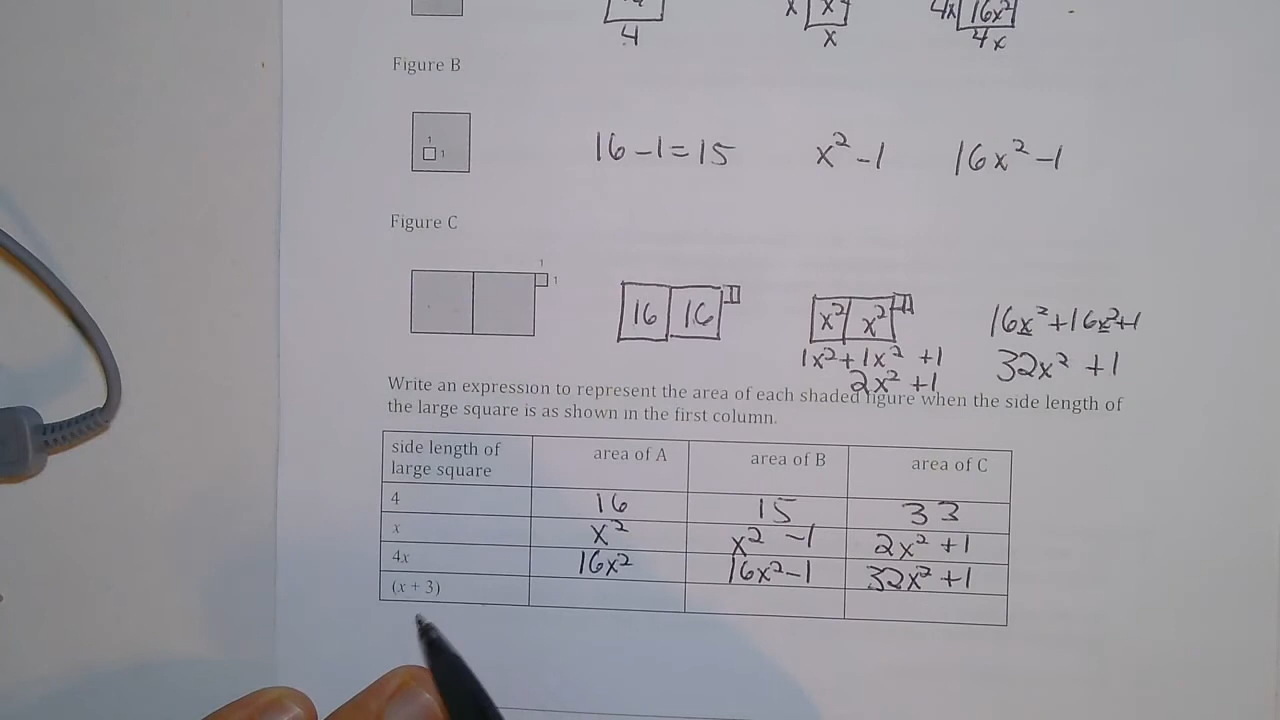 4
x x²
x
4x 16x²
4x
Figure B
1
1
16-1=15
x²-1
16x²-1
Figure C
1
1
16 16 1
x² x² 1
1x²+1x²+1
2x²+1
16x²+16x²+1
32x²+1
Write an expression to represent the area of each shaded figure when the side length of
the large square is as shown in the first column.
side length of
large square
area of A
area of B
area of C
4 16 15 33
x x² x²-1 2x²+1
4x 16x² 16x²-1 32x²+1
(x + 3)